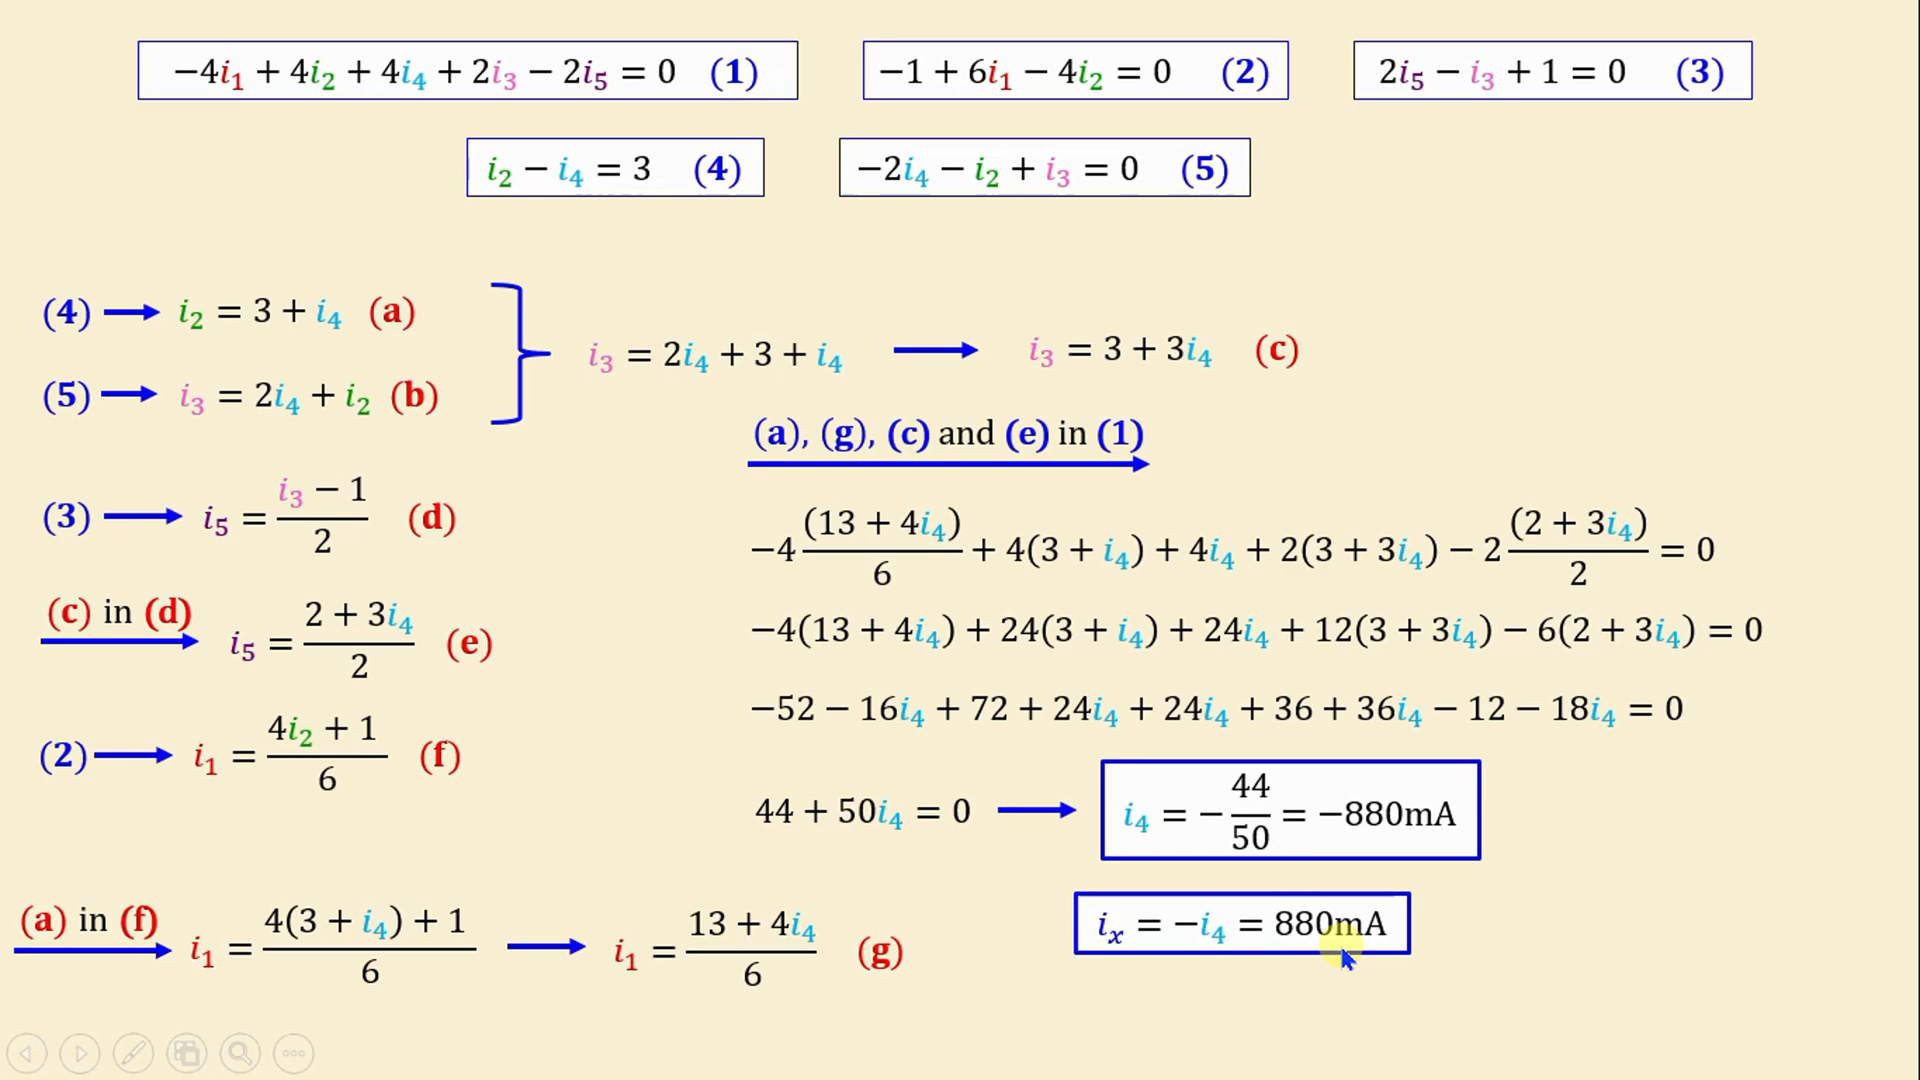 −4i₁ + 4i₂ + 4i₄ + 2i₃ − 2i₅ = 0 (1)
−1 + 6i₁ − 4i₂ = 0 (2)
2i₅ − i₃ + 1 = 0 (3)
i₂ − i₄ = 3 (4)
−2i₄ − i₂ + i₃ = 0 (5)
(4) → i₂ = 3 + i₄ (a)
(5) → i₃ = 2i₄ + i₂ (b)
i₃ = 2i₄ + 3 + i₄ → i₃ = 3 + 3i₄ (c)
(3) → i₅ = (i₃ − 1)/2 (d)
(c) in (d) i₅ = (2 + 3i₄)/2 (e)
(2) → i₁ = (4i₂ + 1)/6 (f)
(a) in (f) i₁ = (4(3 + i₄) + 1)/6 → i₁ = (13 + 4i₄)/6 (g)
(a), (g), (c) and (e) in (1)
−4 (13 + 4i₄)/6 + 4(3 + i₄) + 4i₄ + 2(3 + 3i₄) − 2 (2 + 3i₄)/2 = 0
−4(13 + 4i₄) + 24(3 + i₄) + 24i₄ + 12(3 + 3i₄) − 6(2 + 3i₄) = 0
−52 − 16i₄ + 72 + 24i₄ + 24i₄ + 36 + 36i₄ − 12 − 18i₄ = 0
44 + 50i₄ = 0 → i₄ = −44/50 = −880mA
iₓ = −i₄ = 880mA